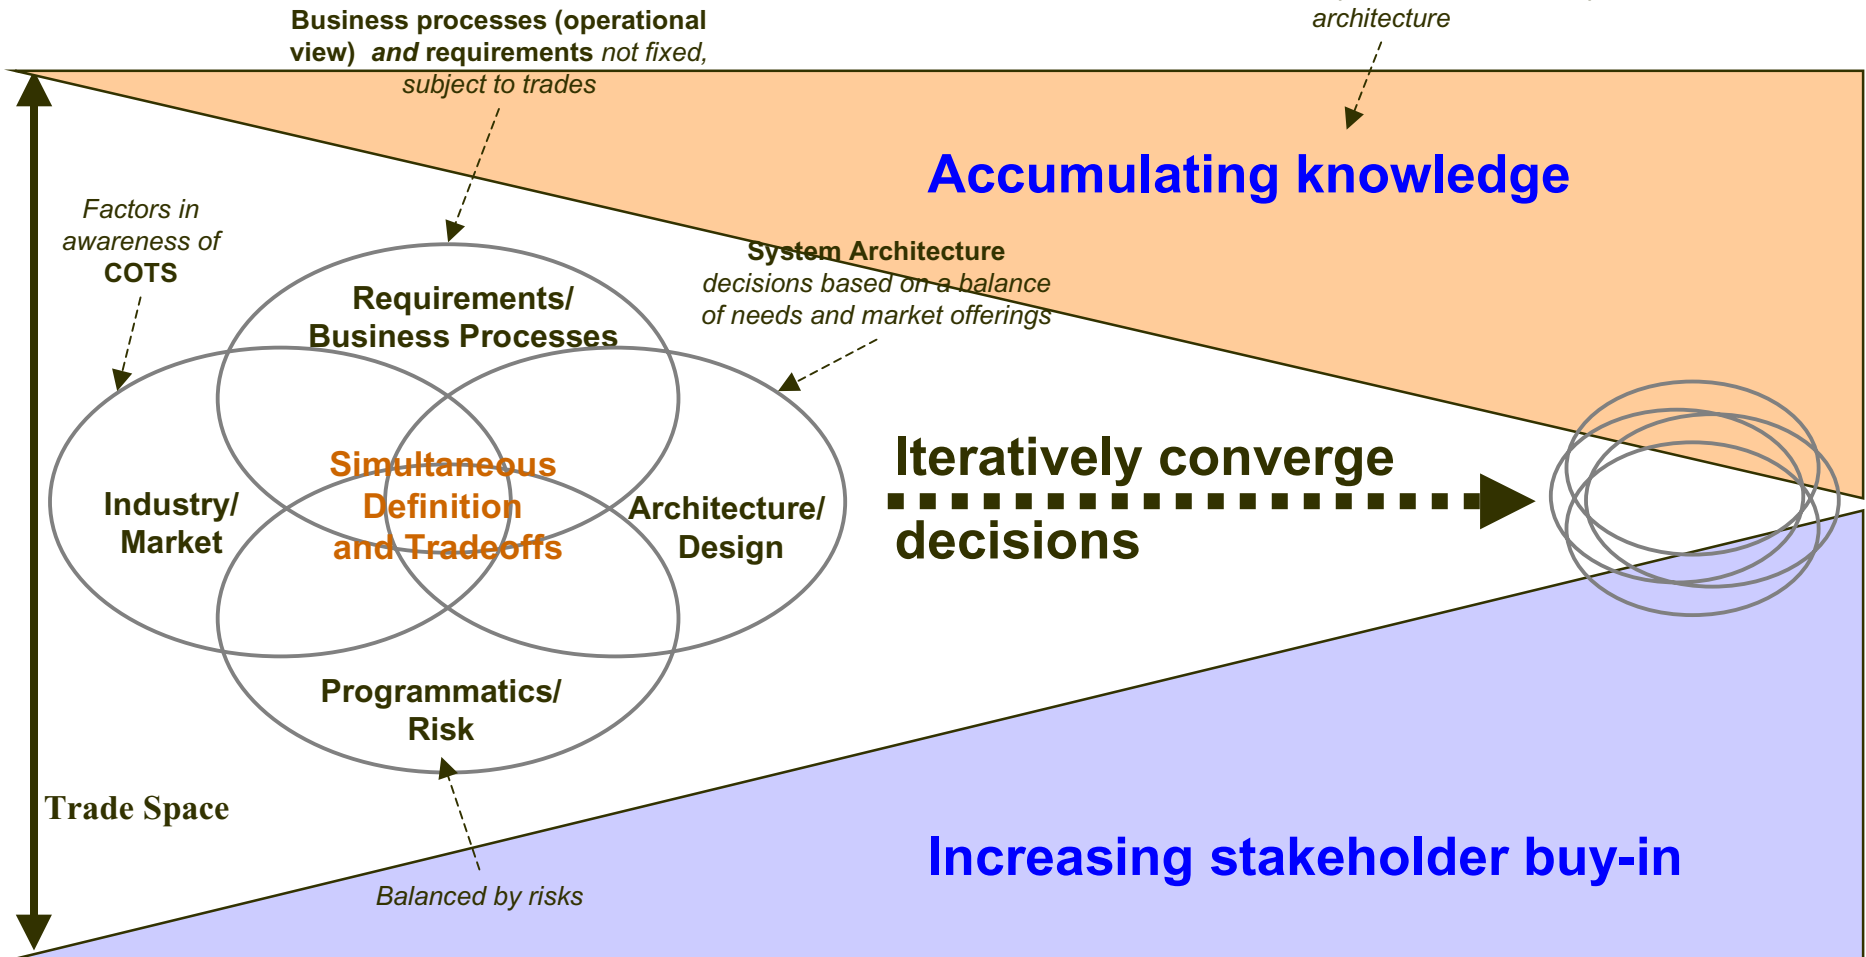 Business processes (operational
view) and requirements not fixed,
subject to trades
architecture
Accumulating knowledge
Factors in
awareness of
COTS
System Architecture
decisions based on a balance
of needs and market offerings
Requirements/
Business Processes
Simultaneous
Definition
and Tradeoffs
Industry/
Market
Architecture/
Design
Iteratively converge
decisions
Programmatics/
Risk
Trade Space
Balanced by risks
Increasing stakeholder buy-in